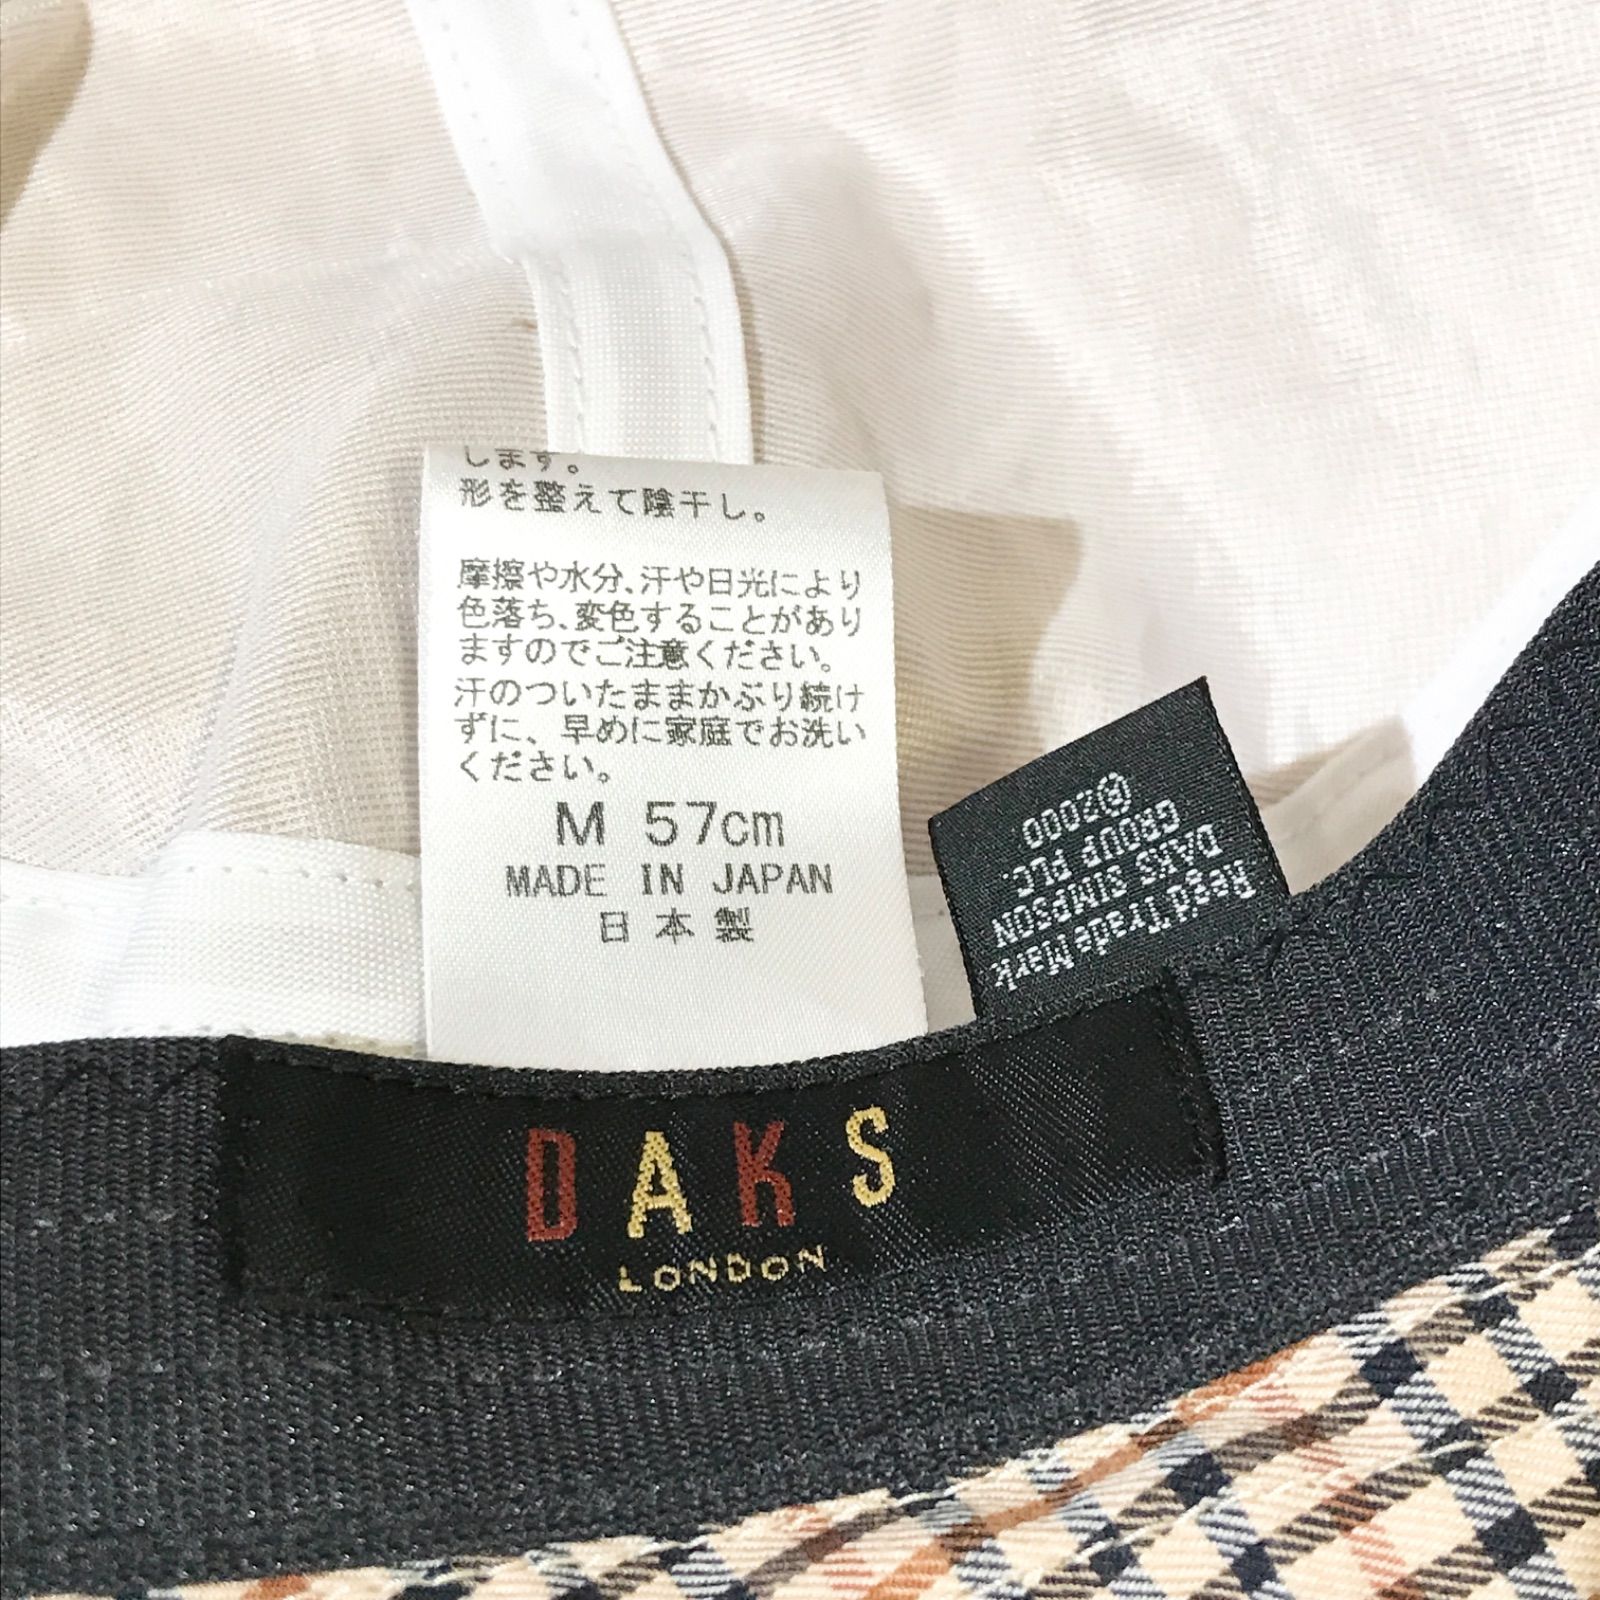 します。
形を整えて陰干し。
摩擦や水分、汗や日光により
色落ち、変色することがあり
ますのでご注意ください。
汗のついたままかぶり続け
ずに、早めに家庭でお洗い
ください。
M 57cm
MADE IN JAPAN
日本製
Reg'd Trade Mark
DAKS SIMPSON
GROUP PLC.
©2000
DAKS
LONDON